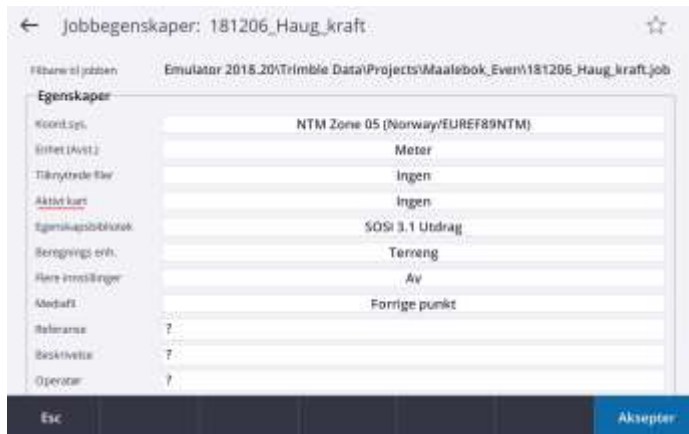 Jobbegenskaper: 181206_Haug_kraft
Filbane til jobben Emulator 2018.20\Trimble Data\Projects\Maalebok_Even\181206_Haug_kraft.job
Egenskaper
Koord.sys. NTM Zone 05 (Norway/EUREF89NTM)
Enhet (Avst.) Meter
Tilknyttede filer Ingen
Aktivt kart Ingen
Egenskapsbibliotek SOSI 3.1 Utdrag
Beregnings enh. Terreng
Flere innstillinger Av
Mediafil Forrige punkt
Referanse ?
Beskrivelse ?
Operatør ?
Esc Aksepter